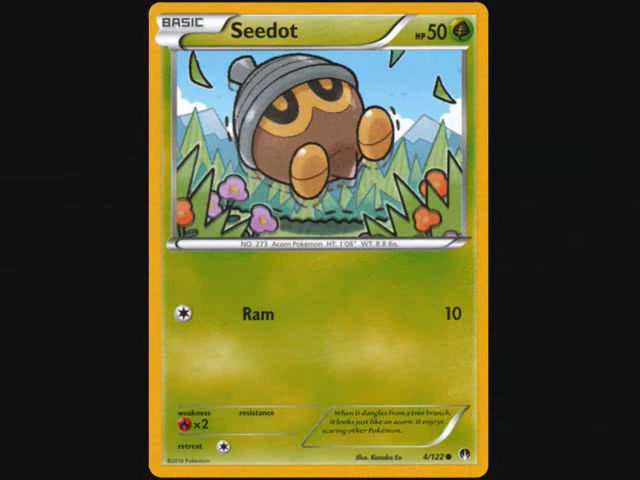 BASIC Seedot HP50
NO. 273 Acorn Pokémon HT: 1'08" WT: 8.8 lbs.
Ram 10
weakness resistance
×2
When it dangles from a tree branch,
it looks just like an acorn. It enjoys
scaring other Pokémon.
retreat
©2016 Pokémon
Illus. Kanako Eo 4/122